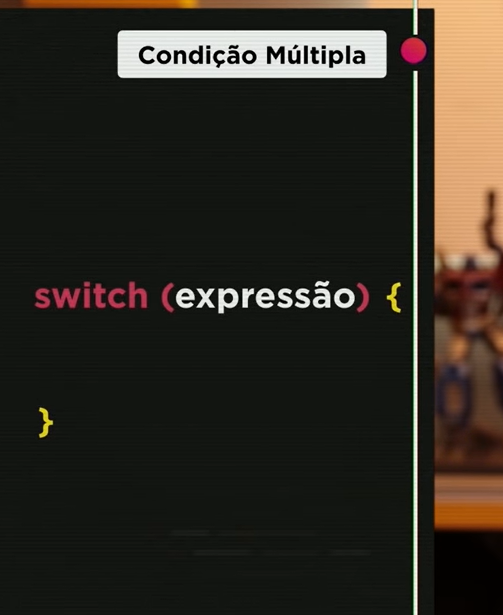 Condição Múltipla
switch (expressão) {
}